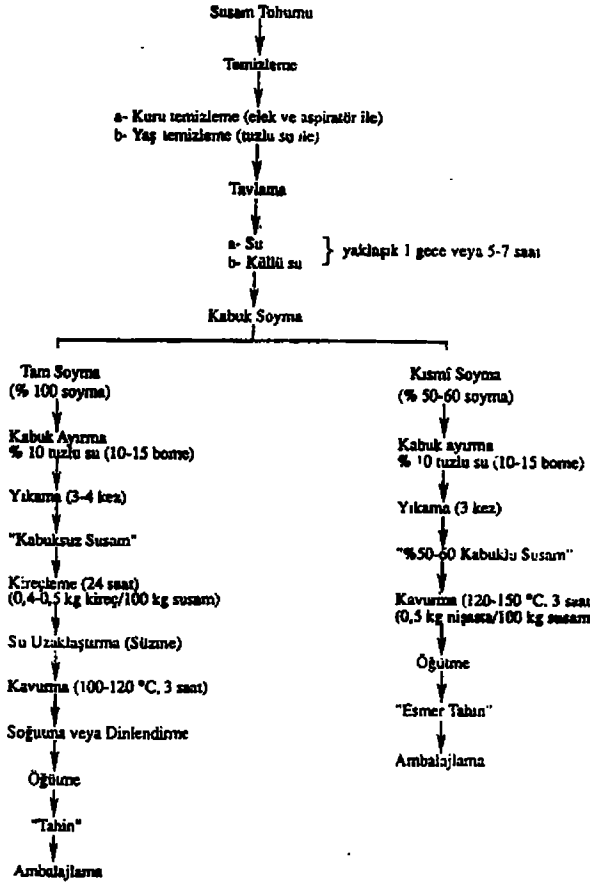 Susam Tohumu
Temizleme
a- Kuru temizleme (elek ve aspiratör ile)
b- Yaş temizleme (tuzlu su ile)
Tavlama
a- Su
b- Küllü su
} yaklaşık 1 gece veya 5-7 saat
Kabuk Soyma
Tam Soyma
(% 100 soyma)
Kabuk Ayırma
% 10 tuzlu su (10-15 bome)
Yıkama (3-4 kez)
"Kabuksuz Susam"
Kireçleme (24 saat)
(0,4-0,5 kg kireç/100 kg susam)
Su Uzaklaştırma (Süzme)
Kavurma (100-120 °C, 3 saat)
Soğutma veya Dinlendirme
Öğütme
"Tahin"
Ambalajlama
Kısmî Soyma
(% 50-60 soyma)
Kabuk ayırma
% 10 tuzlu su (10-15 bome)
Yıkama (3 kez)
"%50-60 Kabuklu Susam"
Kavurma (120-150 °C. 3 saat
(0,5 kg nişasta/100 kg susam
Öğütme
"Esmer Tahin"
Ambalajlama